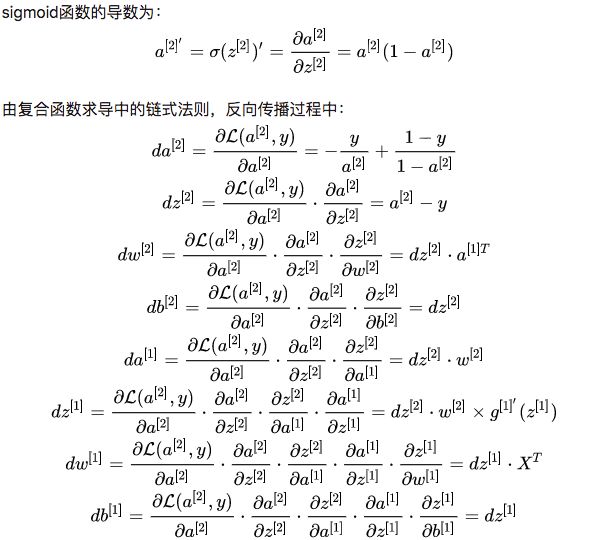 sigmoid函数的导数为：
$a^{[2]'} = \sigma(z^{[2]})' = \frac{\partial a^{[2]}}{\partial z^{[2]}} = a^{[2]}(1 - a^{[2]})$
由复合函数求导中的链式法则，反向传播过程中：
$da^{[2]} = \frac{\partial \mathcal{L}(a^{[2]}, y)}{\partial a^{[2]}} = -\frac{y}{a^{[2]}} + \frac{1 - y}{1 - a^{[2]}}$
$dz^{[2]} = \frac{\partial \mathcal{L}(a^{[2]}, y)}{\partial a^{[2]}} \cdot \frac{\partial a^{[2]}}{\partial z^{[2]}} = a^{[2]} - y$
$dw^{[2]} = \frac{\partial \mathcal{L}(a^{[2]}, y)}{\partial a^{[2]}} \cdot \frac{\partial a^{[2]}}{\partial z^{[2]}} \cdot \frac{\partial z^{[2]}}{\partial w^{[2]}} = dz^{[2]} \cdot a^{[1]T}$
$db^{[2]} = \frac{\partial \mathcal{L}(a^{[2]}, y)}{\partial a^{[2]}} \cdot \frac{\partial a^{[2]}}{\partial z^{[2]}} \cdot \frac{\partial z^{[2]}}{\partial b^{[2]}} = dz^{[2]}$
$da^{[1]} = \frac{\partial \mathcal{L}(a^{[2]}, y)}{\partial a^{[2]}} \cdot \frac{\partial a^{[2]}}{\partial z^{[2]}} \cdot \frac{\partial z^{[2]}}{\partial a^{[1]}} = dz^{[2]} \cdot w^{[2]}$
$dz^{[1]} = \frac{\partial \mathcal{L}(a^{[2]}, y)}{\partial a^{[2]}} \cdot \frac{\partial a^{[2]}}{\partial z^{[2]}} \cdot \frac{\partial z^{[2]}}{\partial a^{[1]}} \cdot \frac{\partial a^{[1]}}{\partial z^{[1]}} = dz^{[2]} \cdot w^{[2]} \times g^{[1]'}(z^{[1]})$
$dw^{[1]} = \frac{\partial \mathcal{L}(a^{[2]}, y)}{\partial a^{[2]}} \cdot \frac{\partial a^{[2]}}{\partial z^{[2]}} \cdot \frac{\partial z^{[2]}}{\partial a^{[1]}} \cdot \frac{\partial a^{[1]}}{\partial z^{[1]}} \cdot \frac{\partial z^{[1]}}{\partial w^{[1]}} = dz^{[1]} \cdot X^T$
$db^{[1]} = \frac{\partial \mathcal{L}(a^{[2]}, y)}{\partial a^{[2]}} \cdot \frac{\partial a^{[2]}}{\partial z^{[2]}} \cdot \frac{\partial z^{[2]}}{\partial a^{[1]}} \cdot \frac{\partial a^{[1]}}{\partial z^{[1]}} \cdot \frac{\partial z^{[1]}}{\partial b^{[1]}} = dz^{[1]}$